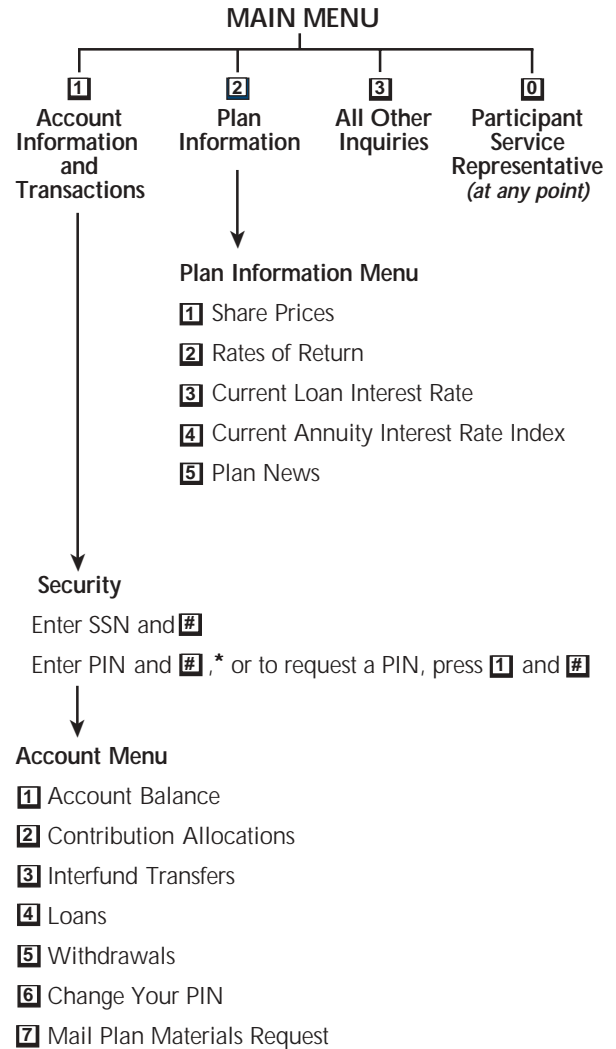 MAIN MENU
1
Account
Information
and
Transactions
2
Plan
Information
3
All Other
Inquiries
0
Participant
Service
Representative
(at any point)
Plan Information Menu
1 Share Prices
2 Rates of Return
3 Current Loan Interest Rate
4 Current Annuity Interest Rate Index
5 Plan News
Security
Enter SSN and #
Enter PIN and # ,* or to request a PIN, press 1 and #
Account Menu
1 Account Balance
2 Contribution Allocations
3 Interfund Transfers
4 Loans
5 Withdrawals
6 Change Your PIN
7 Mail Plan Materials Request